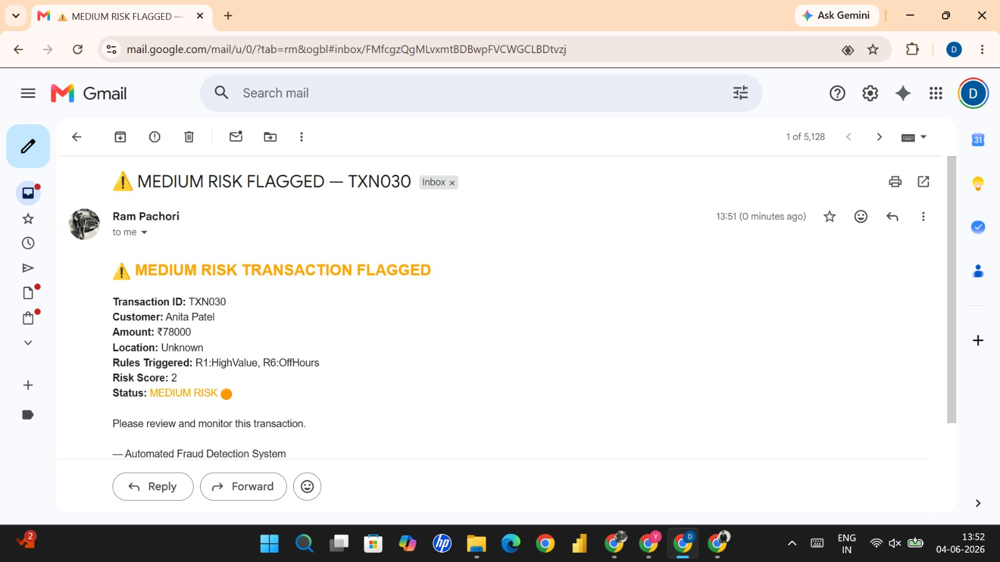 ⚠️ MEDIUM RISK FLAGGED —
Ask Gemini
mail.google.com/mail/u/0/?tab=rm&ogbl#inbox/FMfcgzQgMLvxmtBDBwpFVCWGCLBDtvzj
D
Gmail
Search mail
D
1 of 5,128
31
⚠️ MEDIUM RISK FLAGGED — TXN030 Inbox ×
Ram Pachori
13:51 (0 minutes ago)
to me
⚠️ MEDIUM RISK TRANSACTION FLAGGED
Transaction ID: TXN030
Customer: Anita Patel
Amount: ₹78000
Location: Unknown
Rules Triggered: R1:HighValue, R6:OffHours
Risk Score: 2
Status: MEDIUM RISK 🟠
Please review and monitor this transaction.
— Automated Fraud Detection System
Reply
Forward
2
hp
Y
D
ENG
IN
13:52
04-06-2026